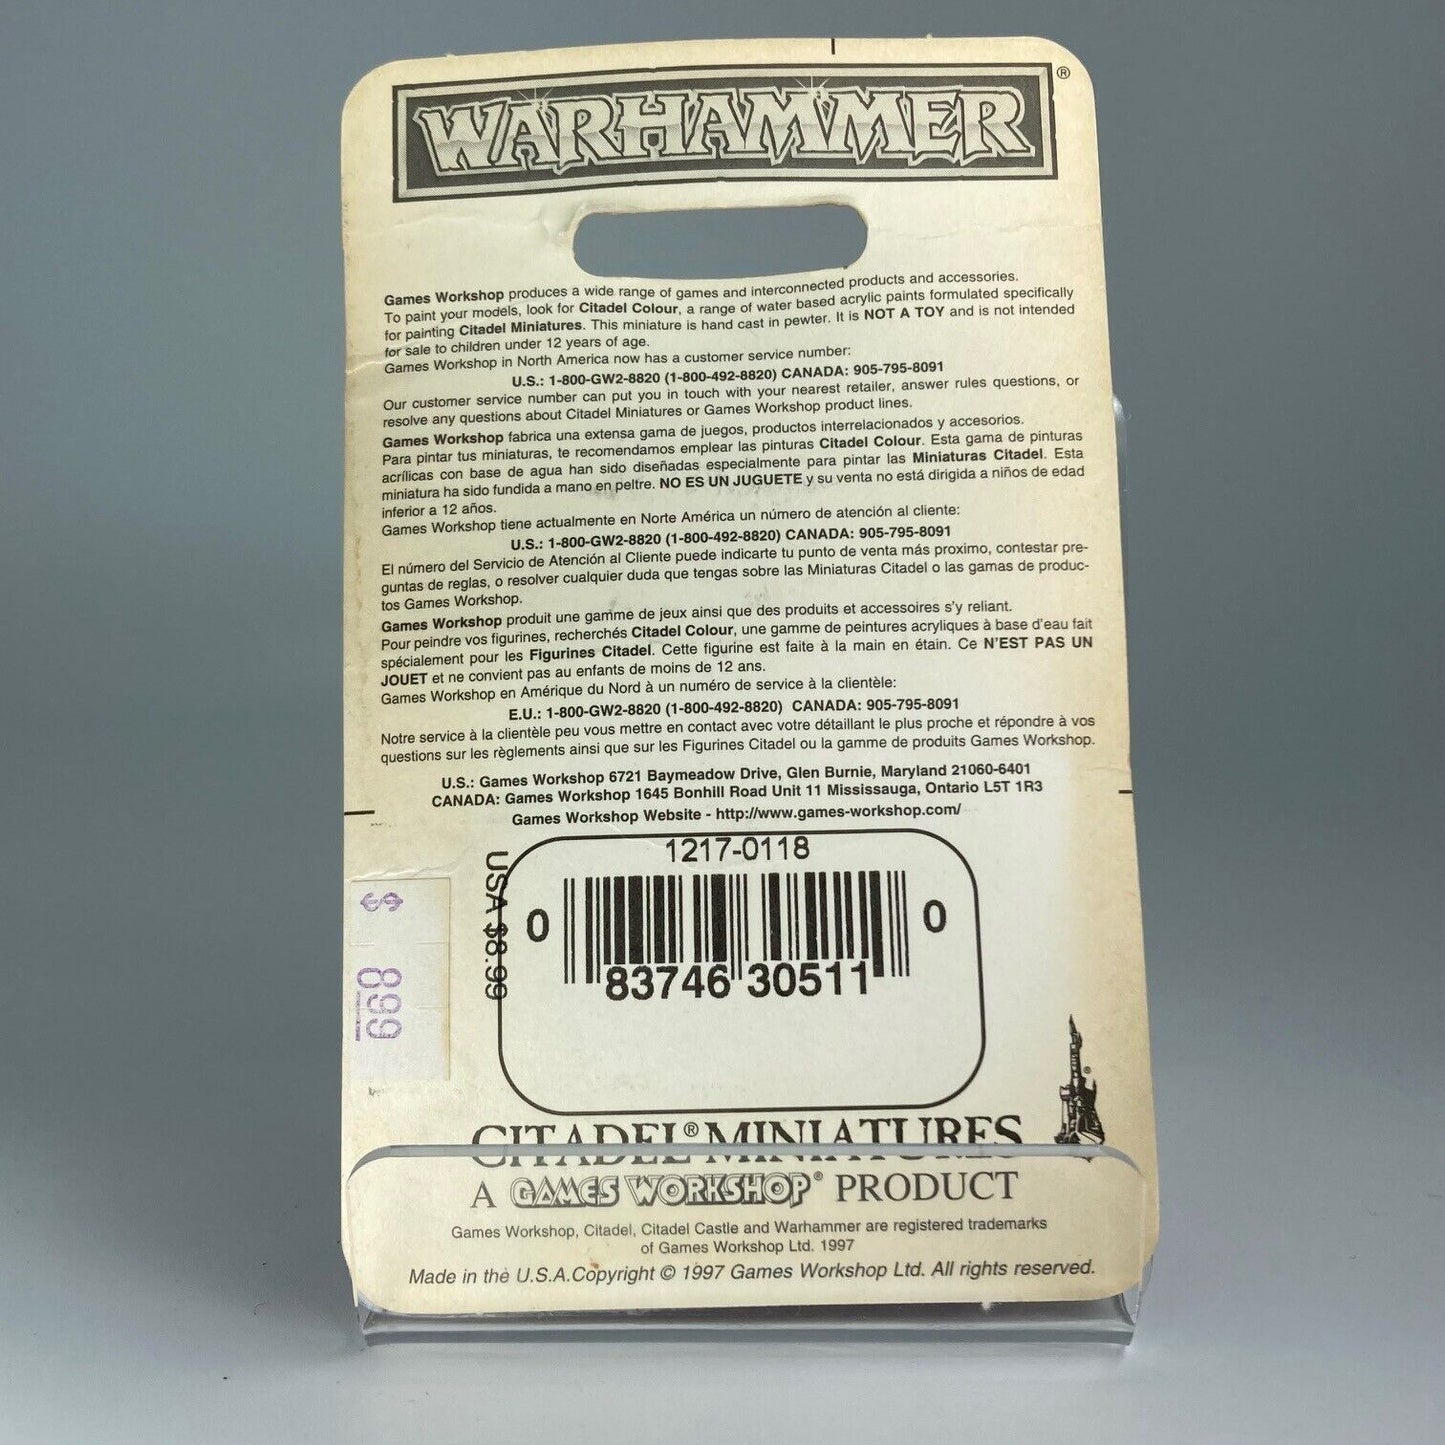 WARHAMMER®
Games Workshop produces a wide range of games and interconnected products and accessories.
To paint your models, look for Citadel Colour, a range of water based acrylic paints formulated specifically
for painting Citadel Miniatures. This miniature is hand cast in pewter. It is NOT A TOY and is not intended
for sale to children under 12 years of age.
Games Workshop in North America now has a customer service number:
U.S.: 1-800-GW2-8820 (1-800-492-8820) CANADA: 905-795-8091
Our customer service number can put you in touch with your nearest retailer, answer rules questions, or
resolve any questions about Citadel Miniatures or Games Workshop product lines.
Games Workshop fabrica una extensa gama de juegos, productos interrelacionados y accesorios.
Para pintar tus miniaturas, te recomendamos emplear las pinturas Citadel Colour. Esta gama de pinturas
acrílicas con base de agua han sido diseñadas especialmente para pintar las Miniaturas Citadel. Esta
miniatura ha sido fundida a mano en peltre. NO ES UN JUGUETE y su venta no está dirigida a niños de edad
inferior a 12 años.
Games Workshop tiene actualmente en Norte América un número de atención al cliente:
U.S.: 1-800-GW2-8820 (1-800-492-8820) CANADA: 905-795-8091
El número del Servicio de Atención al Cliente puede indicarte tu punto de venta más proximo, contestar pre-
guntas de reglas, o resolver cualquier duda que tengas sobre las Miniaturas Citadel o las gamas de produc-
tos Games Workshop.
Games Workshop produit une gamme de jeux ainsi que des produits et accessoires s'y reliant.
Pour peindre vos figurines, recherchés Citadel Colour, une gamme de peintures acryliques à base d'eau fait
spécialement pour les Figurines Citadel. Cette figurine est faite à la main en étain. Ce N'EST PAS UN
JOUET et ne convient pas au enfants de moins de 12 ans.
Games Workshop en Amérique du Nord à un numéro de service à la clientèle:
E.U.: 1-800-GW2-8820 (1-800-492-8820) CANADA: 905-795-8091
Notre service à la clientèle peu vous mettre en contact avec votre détaillant le plus proche et répondre à vos
questions sur les règlements ainsi que sur les Figurines Citadel ou la gamme de produits Games Workshop.
U.S.: Games Workshop 6721 Baymeadow Drive, Glen Burnie, Maryland 21060-6401
CANADA: Games Workshop 1645 Bonhill Road Unit 11 Mississauga, Ontario L5T 1R3
Games Workshop Website - http://www.games-workshop.com/
1217-0118
USA $8.99
0 83746 30511 0
$ 899
CITADEL® MINIATURES
A GAMES WORKSHOP® PRODUCT
Games Workshop, Citadel, Citadel Castle and Warhammer are registered trademarks
of Games Workshop Ltd. 1997
Made in the U.S.A.Copyright © 1997 Games Workshop Ltd. All rights reserved.